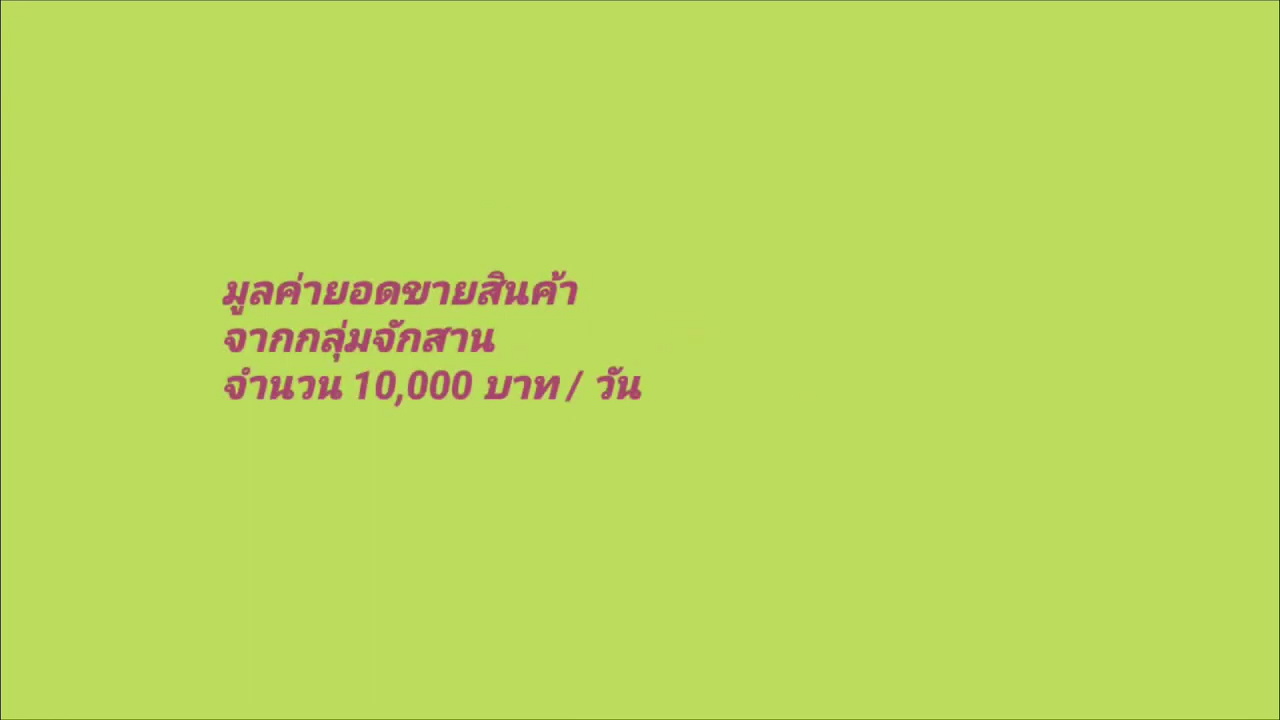 มูลค่ายอดขายสินค้า
จากกลุ่มจักสาน
จำนวน 10,000 บาท / วัน